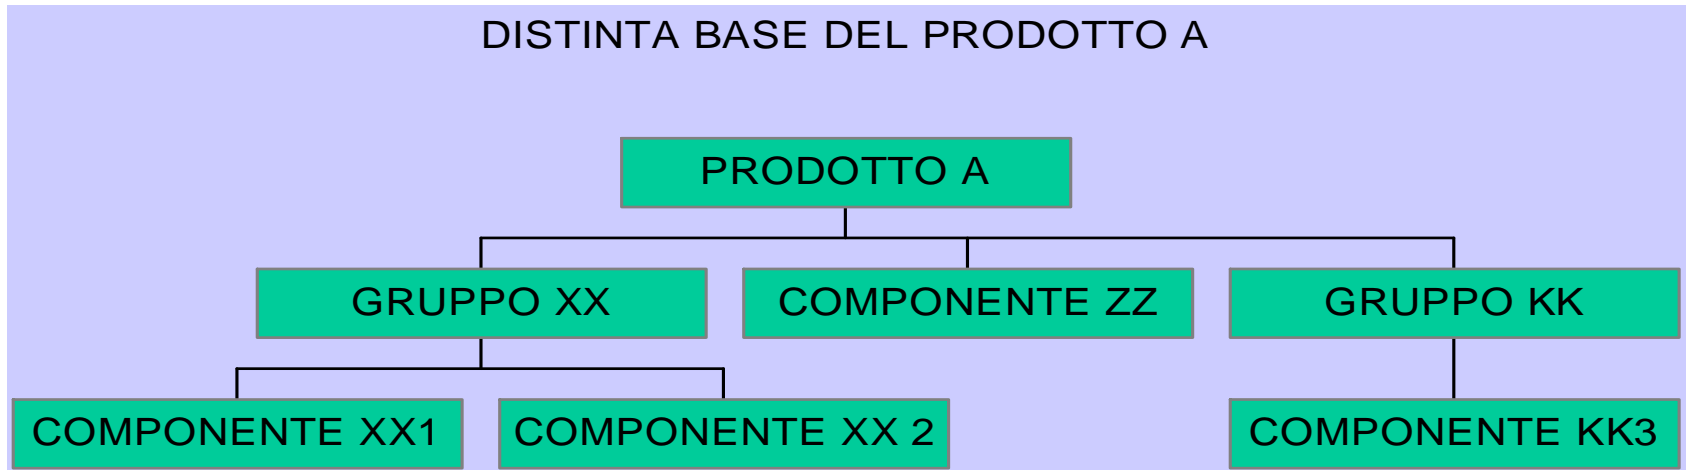 DISTINTA BASE DEL PRODOTTO A
PRODOTTO A
GRUPPO XX
COMPONENTE ZZ
GRUPPO KK
COMPONENTE XX1
COMPONENTE XX 2
COMPONENTE KK3